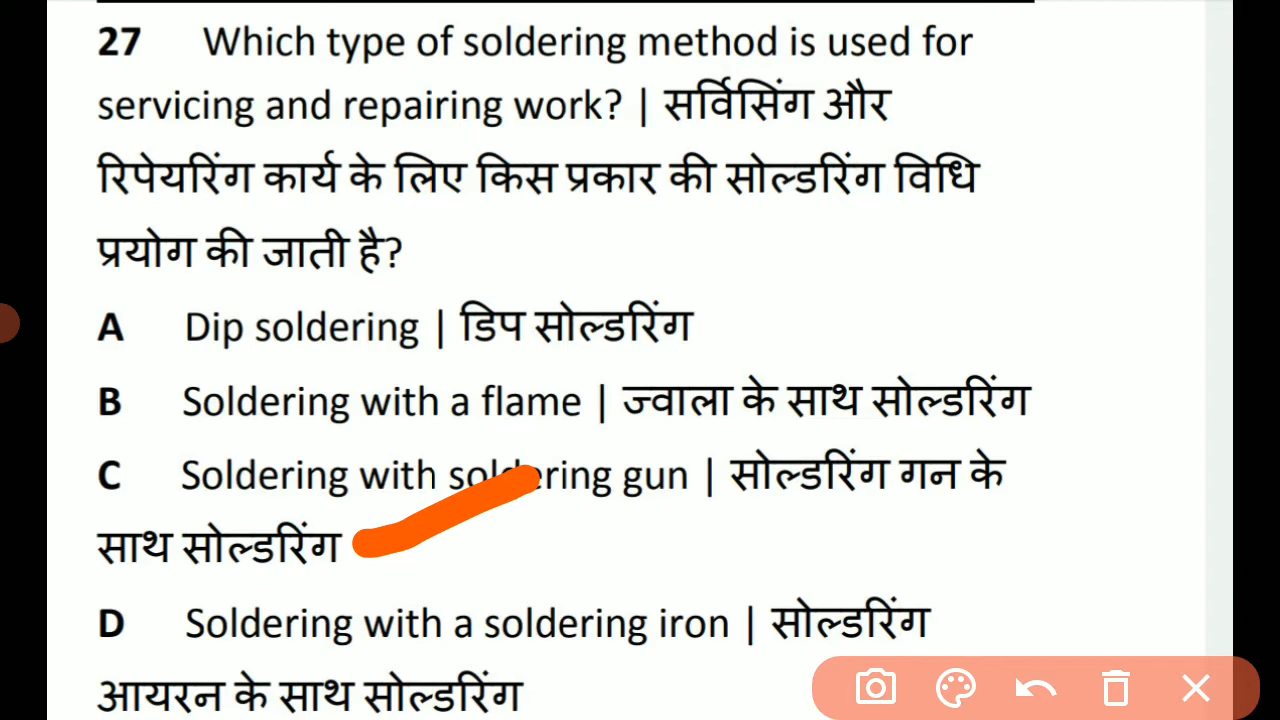 27 Which type of soldering method is used for
servicing and repairing work? | सर्विसिंग और
रिपेयरिंग कार्य के लिए किस प्रकार की सोल्डरिंग विधि
प्रयोग की जाती है?
A Dip soldering | डिप सोल्डरिंग
B Soldering with a flame | ज्वाला के साथ सोल्डरिंग
C Soldering with soldering gun | सोल्डरिंग गन के
साथ सोल्डरिंग
D Soldering with a soldering iron | सोल्डरिंग
आयरन के साथ सोल्डरिंग